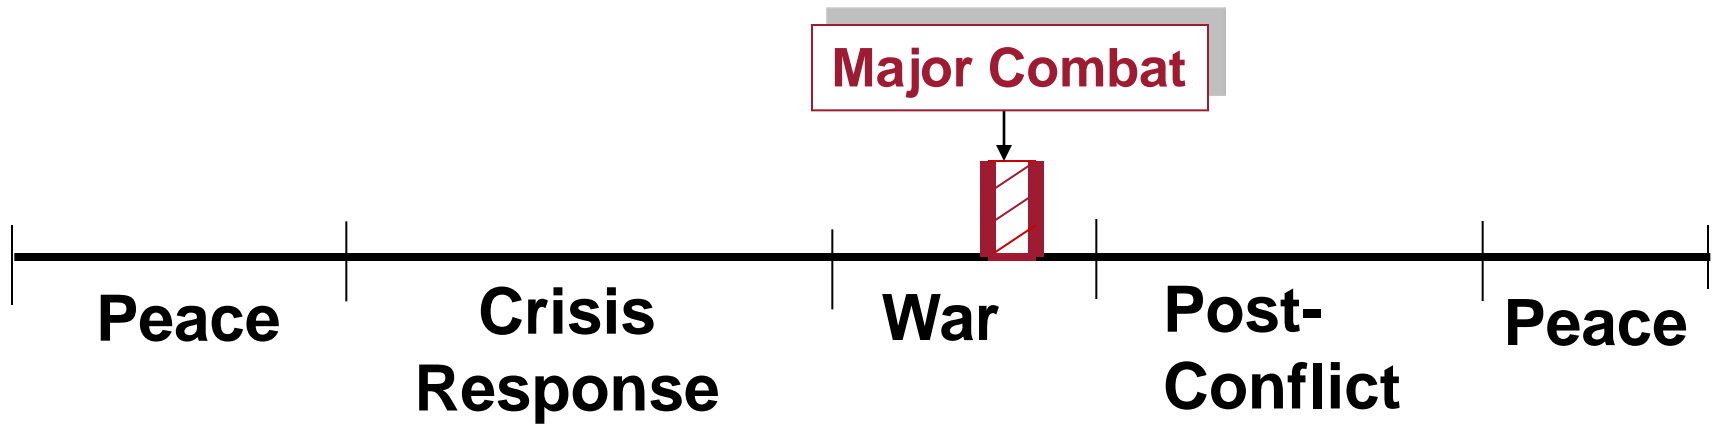 Major Combat
Peace
Crisis
Response
War
Post-
Conflict
Peace